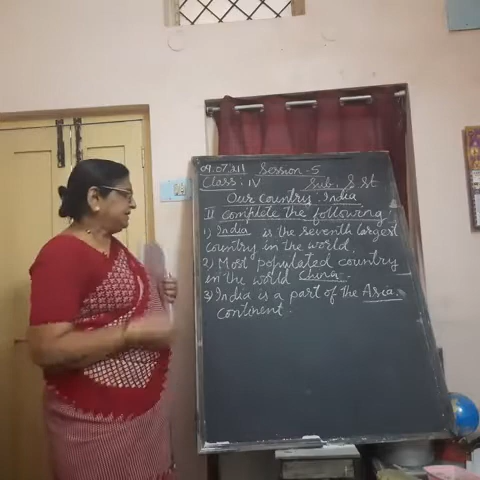 09.07.21 Session-5
Class: IV Sub: S St
Our Country. India
II Complete the following
1) India is the seventh largest
country in the world.
2) Most populated country
in the world China.
3) India is a part of the Asia.
continent.